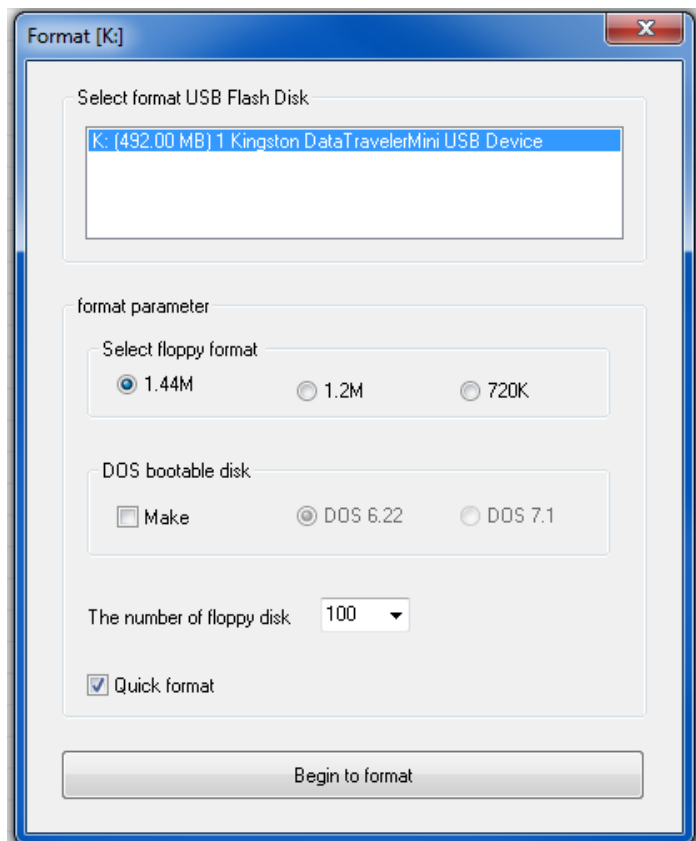 Format [K:]
Select format USB Flash Disk
K: (492.00 MB) 1 Kingston DataTravelerMini USB Device
format parameter
Select floppy format
1.44M 1.2M 720K
DOS bootable disk
Make DOS 6.22 DOS 7.1
The number of floppy disk 100
Quick format
Begin to format